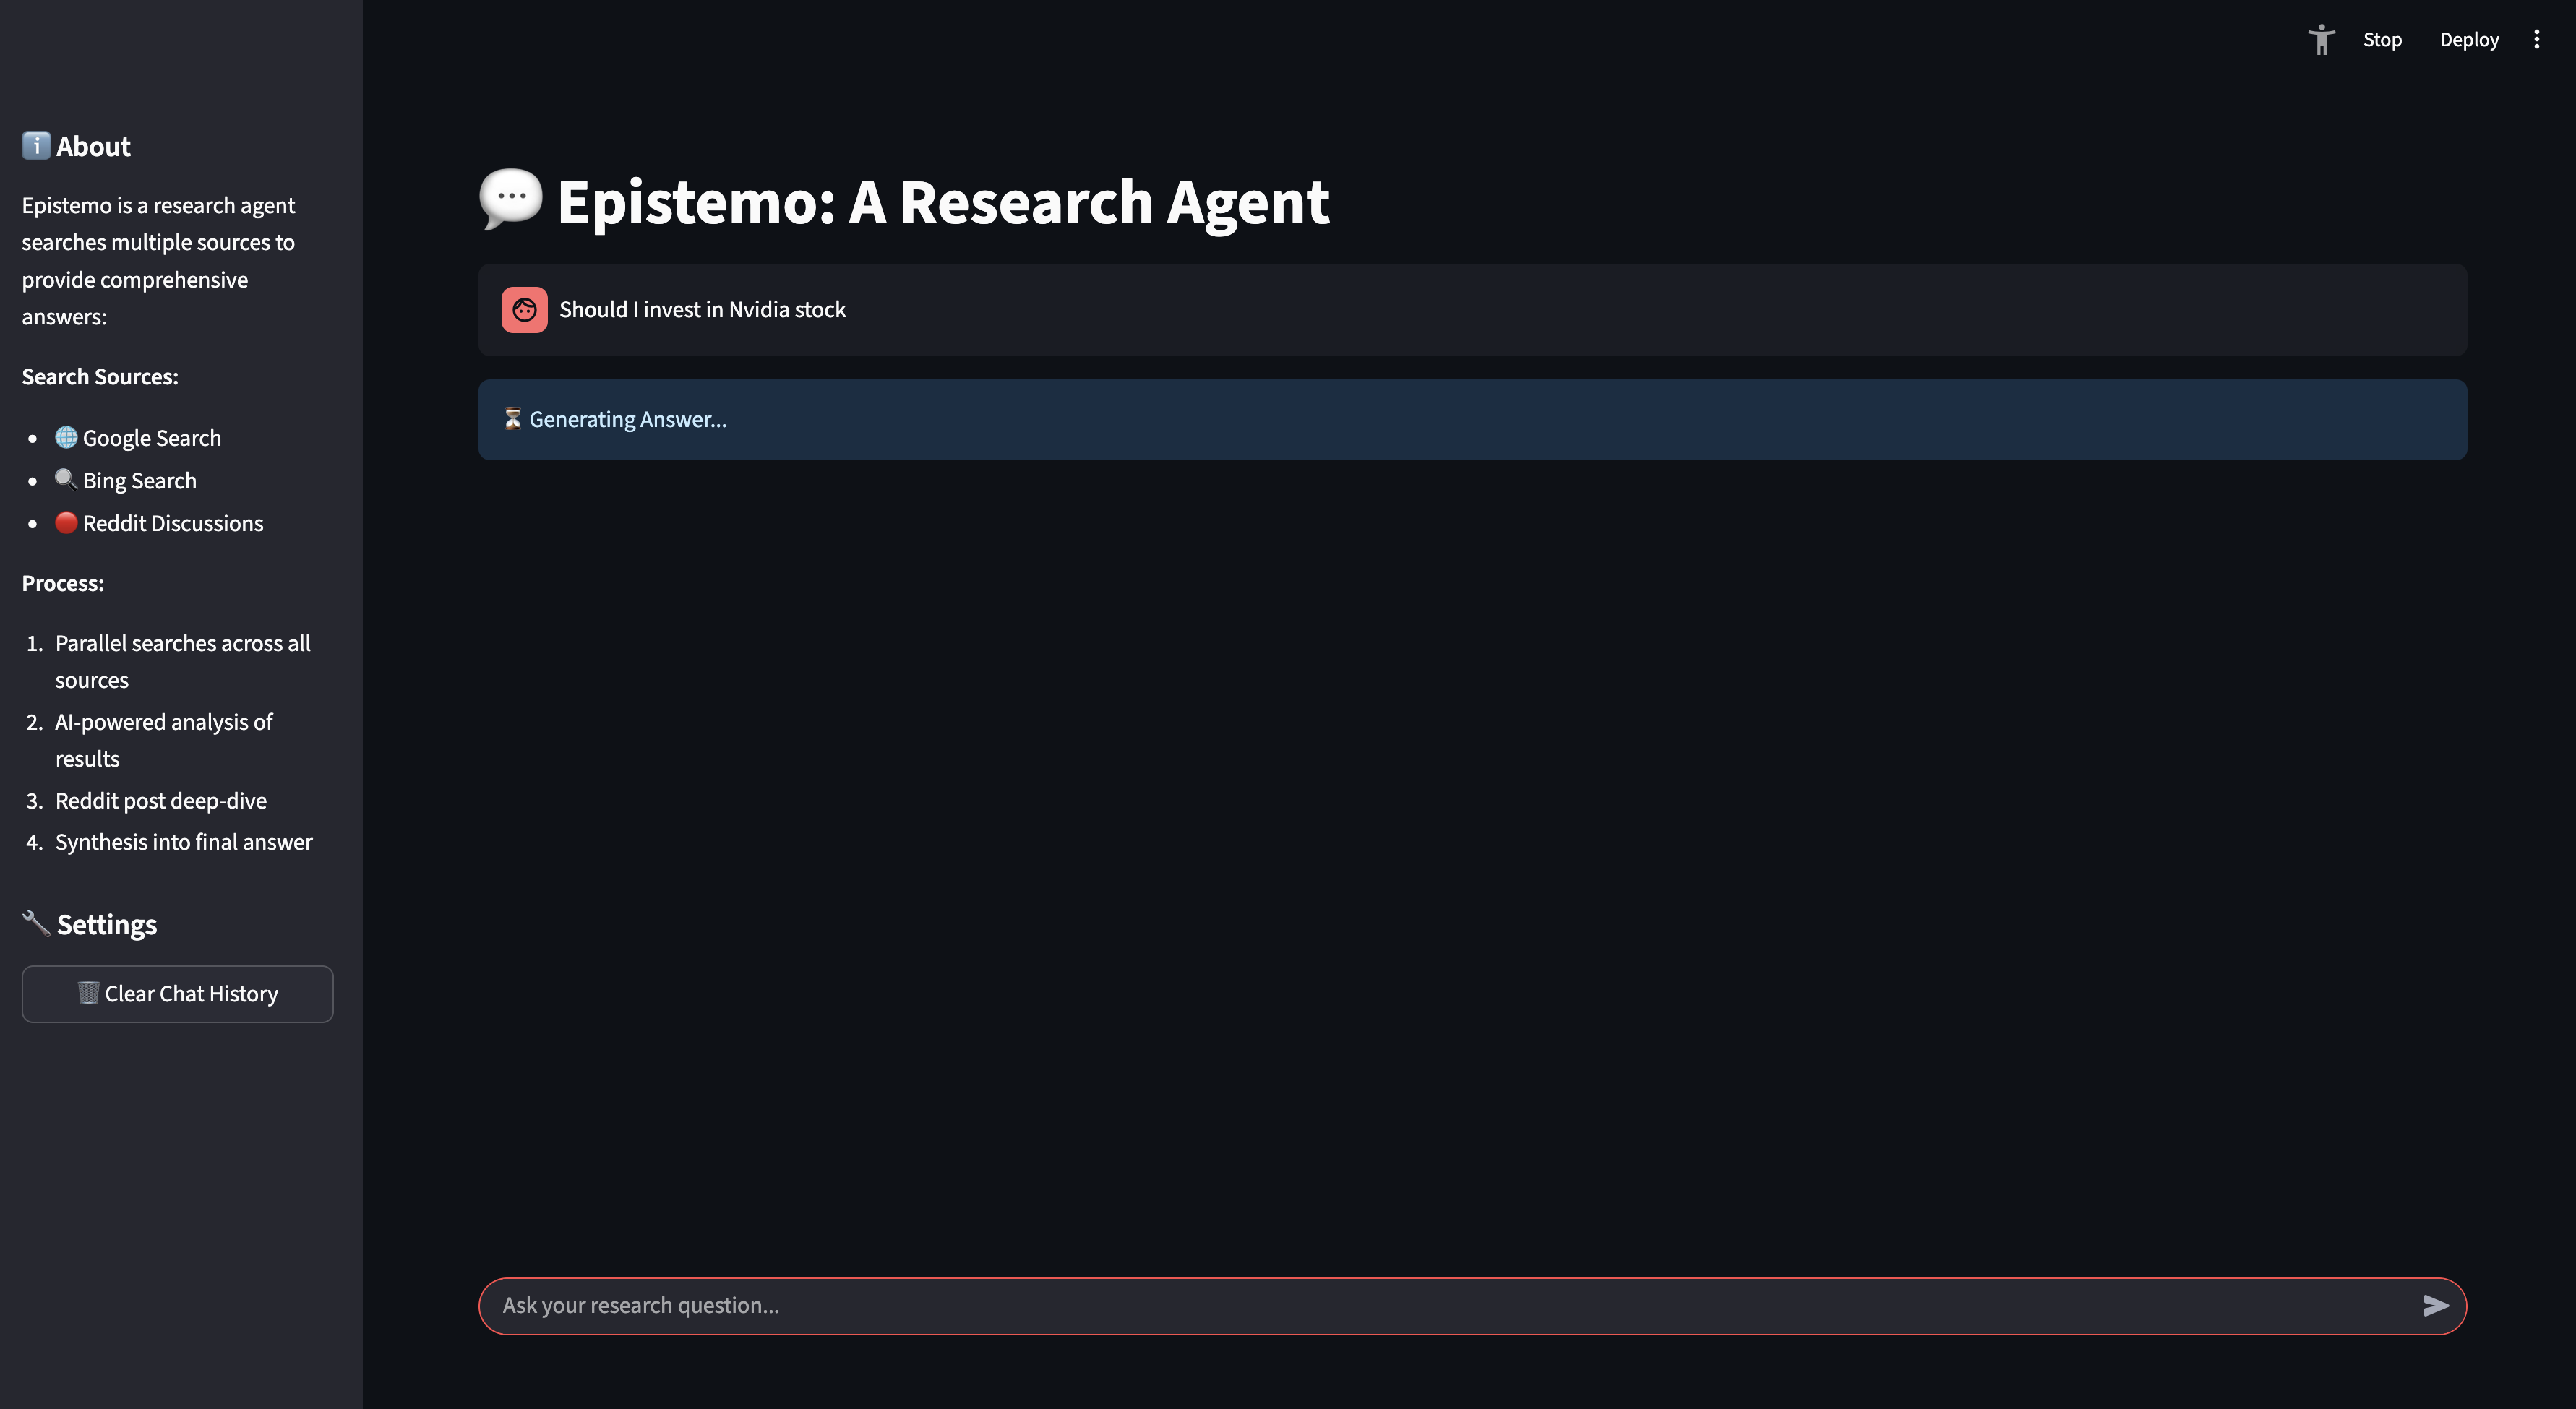 Stop
Deploy
About
Epistemo is a research agent
searches multiple sources to
provide comprehensive
answers:
Search Sources:
Google Search
Bing Search
Reddit Discussions
Process:
1. Parallel searches across all
sources
2. AI-powered analysis of
results
3. Reddit post deep-dive
4. Synthesis into final answer
Settings
Clear Chat History
Epistemo: A Research Agent
Should I invest in Nvidia stock
Generating Answer...
Ask your research question...